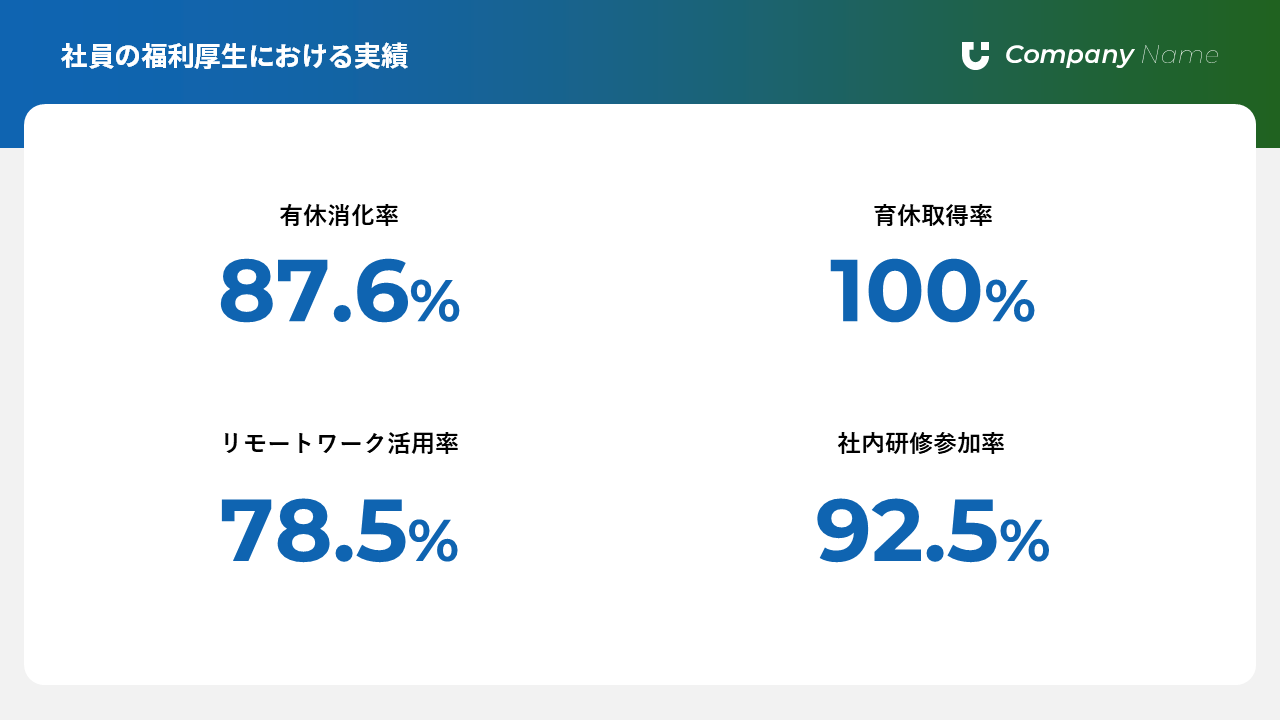 社員の福利厚生における実績
Company Name
有休消化率
87.6%
育休取得率
100%
リモートワーク活用率
78.5%
社内研修参加率
92.5%